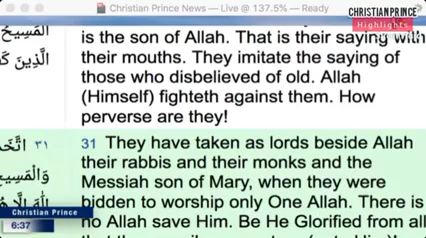 Christian Prince News — Live @ 137.5% — Ready
CHRISTIAN PRINCE
Highlights
is the son of Allah. That is their saying with
their mouths. They imitate the saying of
those who disbelieved of old. Allah
(Himself) fighteth against them. How
perverse are they!
31 They have taken as lords beside Allah
their rabbis and their monks and the
Messiah son of Mary, when they were
bidden to worship only One Allah. There is
no Allah save Him. Be He Glorified from all
المسيح
الذين
٣١
والمسيح
Christian Prince
6:37